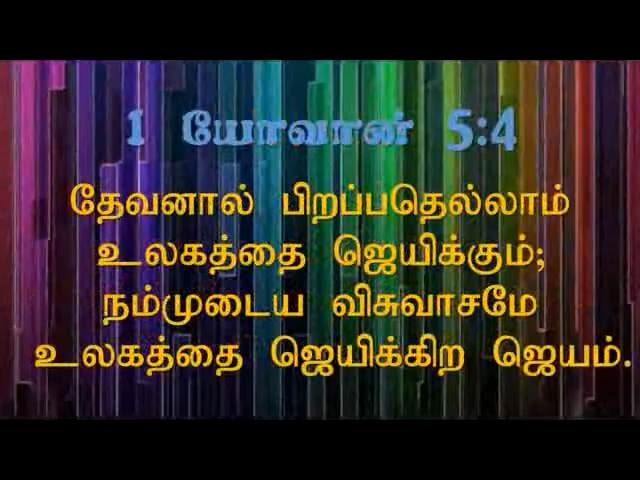 1 யோவான் 5:4
தேவனால் பிறப்பதெல்லாம்
உலகத்தை ஜெயிக்கும்;
நம்முடைய விசுவாசமே
உலகத்தை ஜெயிக்கிற ஜெயம்.